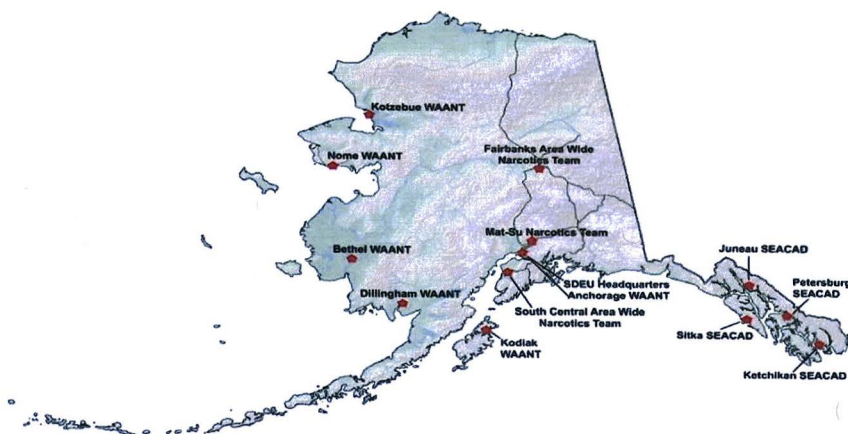 Kotzebue WAANT
Nome WAANT
Fairbanks Area Wide
Narcotics Team
Bethel WAANT
Mat-Su Narcotics Team
Dillingham WAANT
SDEU Headquarters
Anchorage WAANT
South Central Area Wide
Narcotics Team
Kodiak
WAANT
Juneau SEACAD
Petersburg
SEACAD
Sitka SEACAD
Ketchikan SEACAD